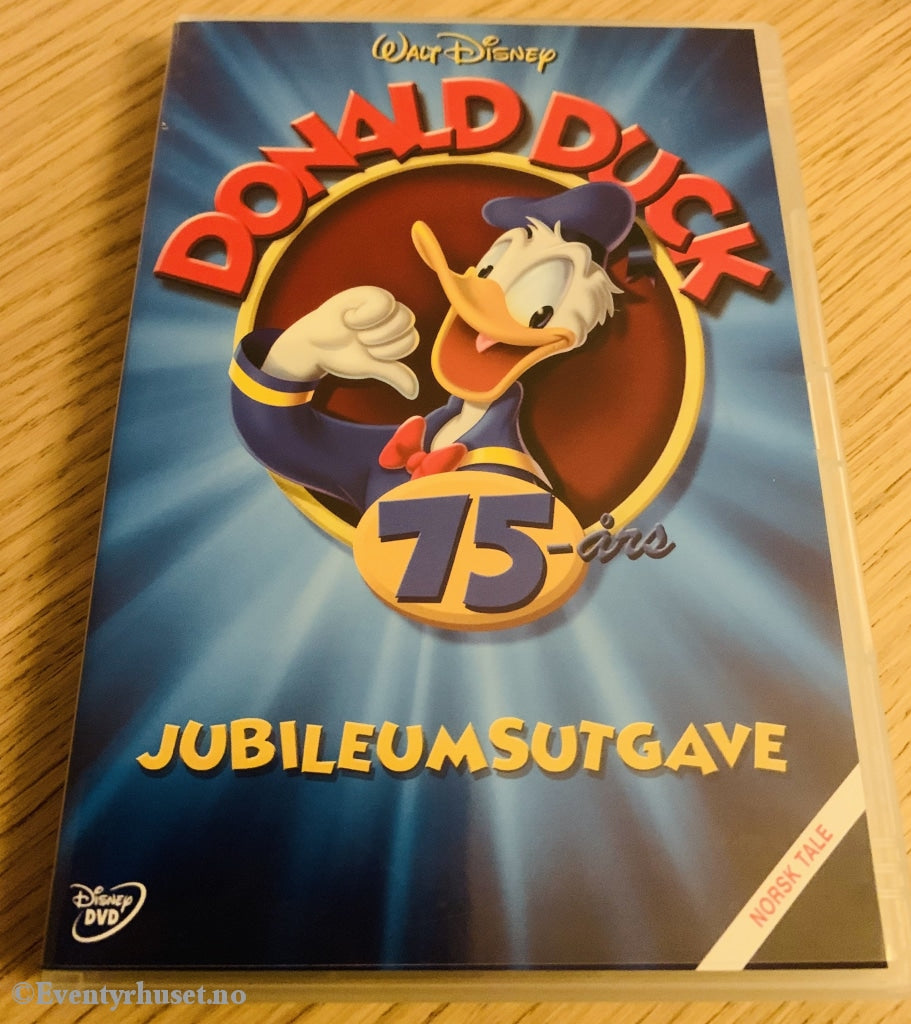 WALT DISNEY
DONALD DUCK
75-års
JUBILEUMSUTGAVE
DISNEY
DVD
NORSK TALE
©Eventyrhuset.no